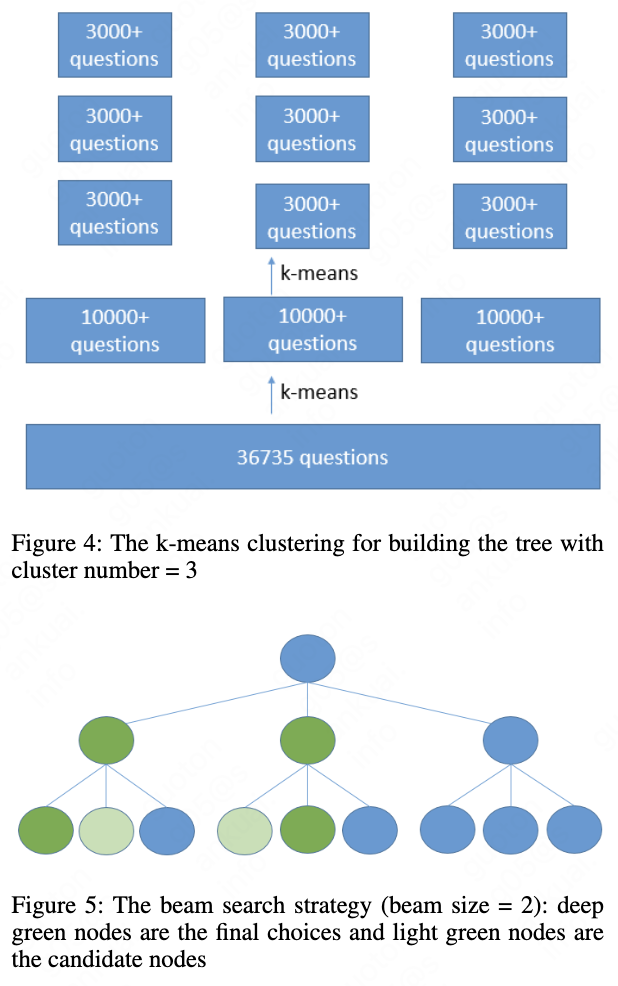 3000+
questions
3000+
questions
3000+
questions
3000+
questions
3000+
questions
3000+
questions
3000+
questions
3000+
questions
3000+
questions
k-means
10000+
questions
10000+
questions
10000+
questions
k-means
36735 questions
Figure 4: The k-means clustering for building the tree with
cluster number = 3
Figure 5: The beam search strategy (beam size = 2): deep
green nodes are the final choices and light green nodes are
the candidate nodes